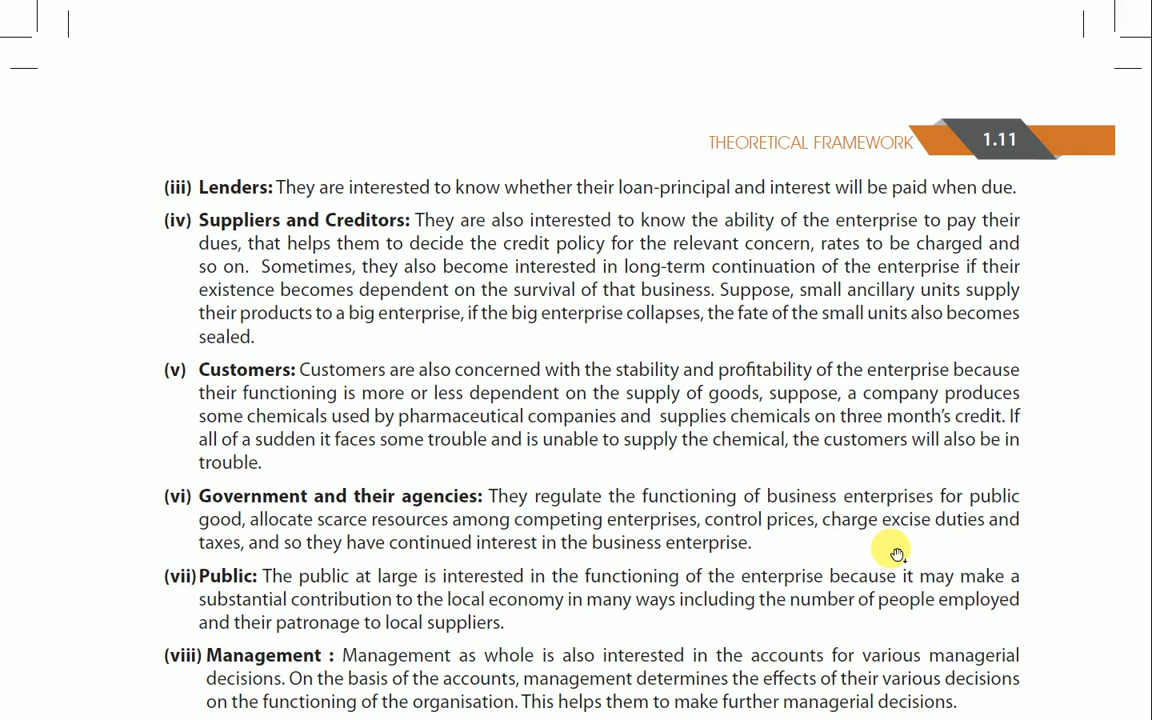 THEORETICAL FRAMEWORK 1.11
(iii) Lenders: They are interested to know whether their loan-principal and interest will be paid when due.
(iv) Suppliers and Creditors: They are also interested to know the ability of the enterprise to pay their
dues, that helps them to decide the credit policy for the relevant concern, rates to be charged and
so on. Sometimes, they also become interested in long-term continuation of the enterprise if their
existence becomes dependent on the survival of that business. Suppose, small ancillary units supply
their products to a big enterprise, if the big enterprise collapses, the fate of the small units also becomes
sealed.
(v) Customers: Customers are also concerned with the stability and profitability of the enterprise because
their functioning is more or less dependent on the supply of goods, suppose, a company produces
some chemicals used by pharmaceutical companies and supplies chemicals on three month's credit. If
all of a sudden it faces some trouble and is unable to supply the chemical, the customers will also be in
trouble.
(vi) Government and their agencies: They regulate the functioning of business enterprises for public
good, allocate scarce resources among competing enterprises, control prices, charge excise duties and
taxes, and so they have continued interest in the business enterprise.
(vii) Public: The public at large is interested in the functioning of the enterprise because it may make a
substantial contribution to the local economy in many ways including the number of people employed
and their patronage to local suppliers.
(viii) Management : Management as whole is also interested in the accounts for various managerial
decisions. On the basis of the accounts, management determines the effects of their various decisions
on the functioning of the organisation. This helps them to make further managerial decisions.